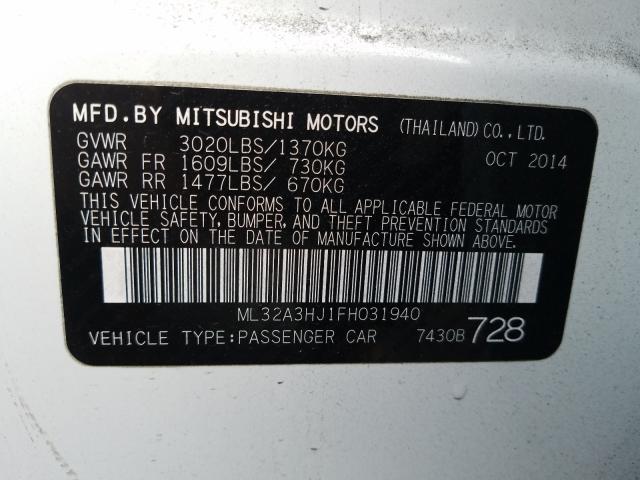 MFD.BY MITSUBISHI MOTORS (THAILAND)CO.,LTD.
GVWR 3020LBS/1370KG OCT 2014
GAWR FR 1609LBS/ 730KG
GAWR RR 1477LBS/ 670KG
THIS VEHICLE CONFORMS TO ALL APPLICABLE FEDERAL MOTOR
VEHICLE SAFETY, BUMPER, AND THEFT PREVENTION STANDARDS
IN EFFECT ON THE DATE OF MANUFACTURE SHOWN ABOVE.
ML32A3HJ1FH031940
VEHICLE TYPE:PASSENGER CAR 7430B 728